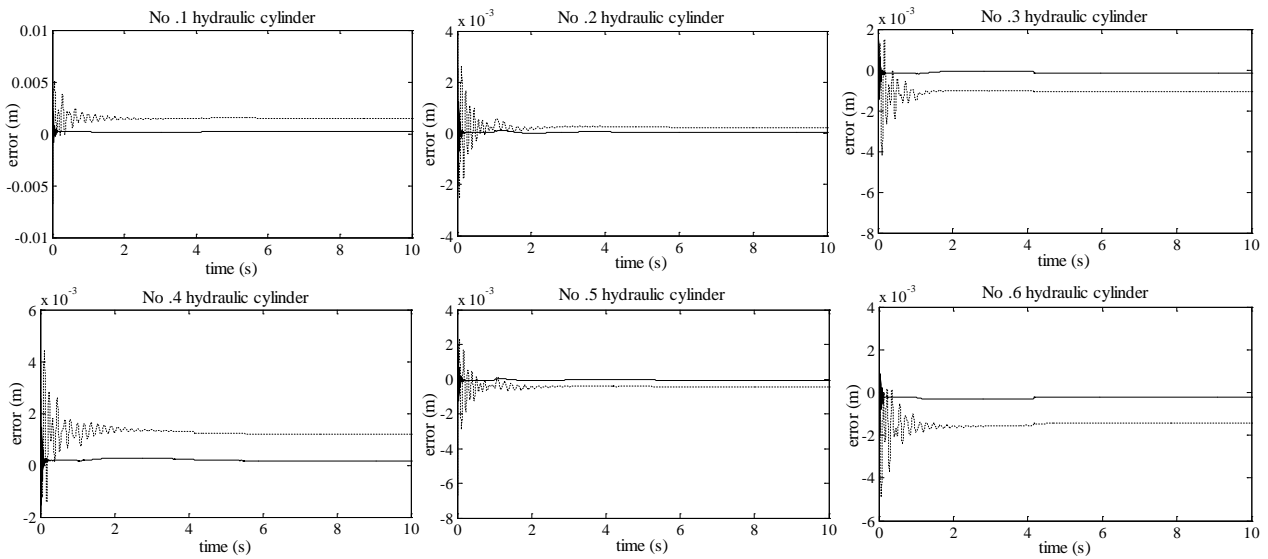 No .1 hydraulic cylinder
0.01
0.005
0
-0.005
-0.01
error (m)
0 2 4 6 8 10
time (s)
No .2 hydraulic cylinder
x 10-3
4
2
0
-2
-4
error (m)
0 2 4 6 8 10
time (s)
No .3 hydraulic cylinder
x 10-3
2
0
-2
-4
-6
-8
error (m)
0 2 4 6 8 10
time (s)
No .4 hydraulic cylinder
x 10-3
6
4
2
0
-2
error (m)
0 2 4 6 8 10
time (s)
No .5 hydraulic cylinder
x 10-3
4
2
0
-2
-4
-6
-8
error (m)
0 2 4 6 8 10
time (s)
No .6 hydraulic cylinder
x 10-3
4
2
0
-2
-4
-6
error (m)
0 2 4 6 8 10
time (s)